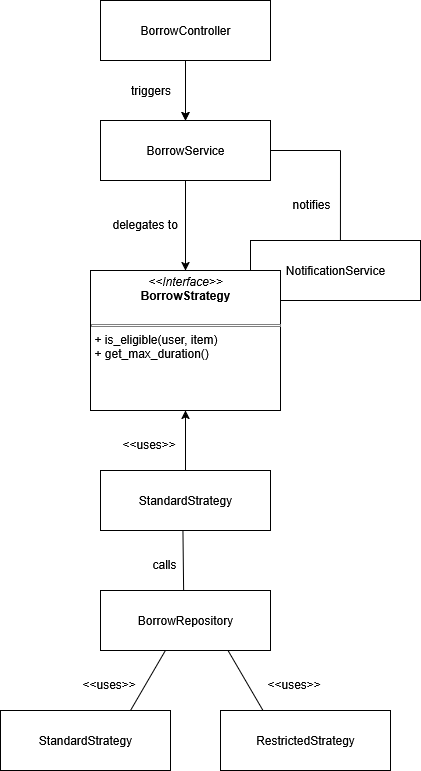 BorrowController
triggers
BorrowService
notifies
delegates to
NotificationService
<<Interface>>
BorrowStrategy
+ is_eligible(user, item)
+ get_max_duration()
<<uses>>
StandardStrategy
calls
BorrowRepository
<<uses>>
<<uses>>
StandardStrategy
RestrictedStrategy